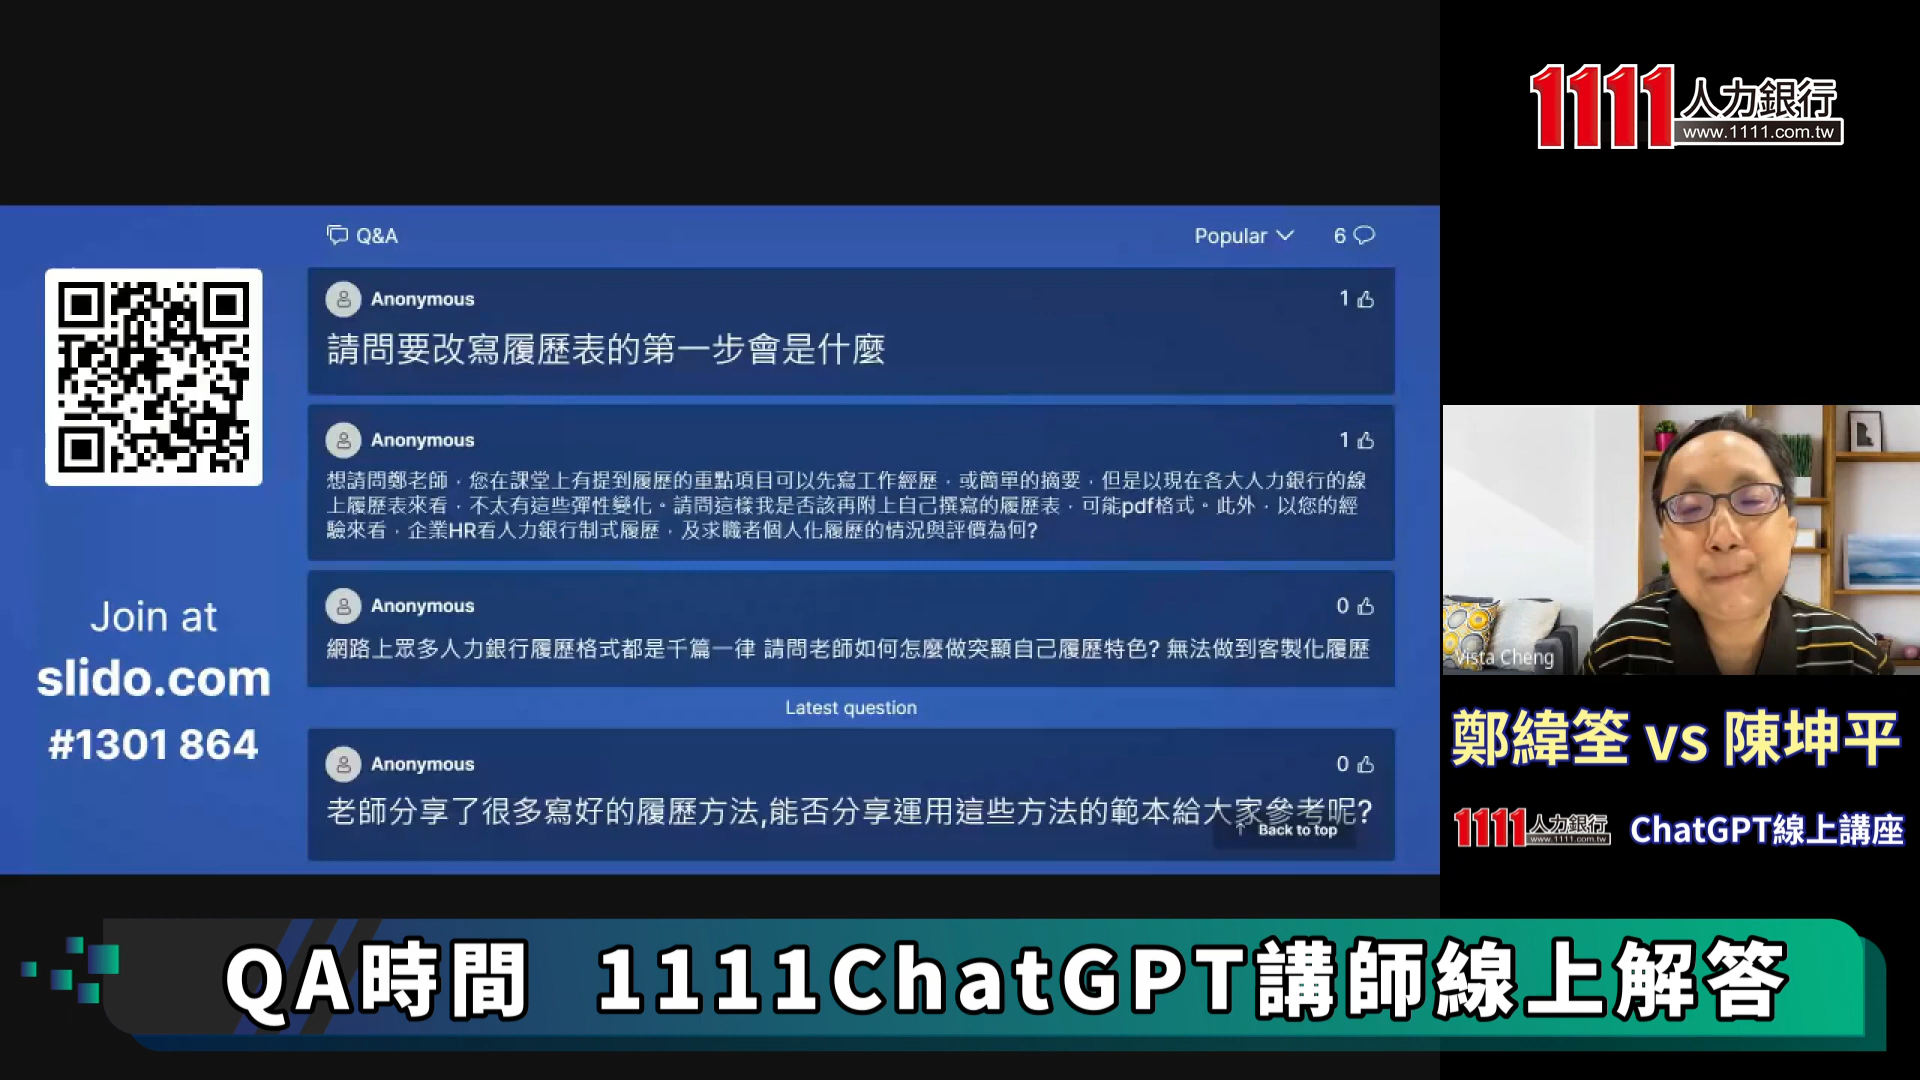 Q&A
Popular
6
Anonymous
1
請問要改寫履歷表的第一步會是什麼
Anonymous
1
想請問鄭老師，您在課堂上有提到履歷的重點項目可以先寫工作經歷，或簡單的摘要，但是以現在各大人力銀行的線
上履歷表來看，不太有這些彈性變化。請問這樣我是否該再附上自己撰寫的履歷表，可能pdf格式。此外，以您的經
驗來看，企業HR看人力銀行制式履歷，及求職者個人化履歷的情況與評價為何?
Anonymous
0
網路上眾多人力銀行履歷格式都是千篇一律 請問老師如何怎麼做突顯自己履歷特色? 無法做到客製化履歷
Latest question
Anonymous
0
老師分享了很多寫好的履歷方法,能否分享運用這些方法的範本給大家參考呢?
↑ Back to top
Join at
slido.com
#1301 864
1111人力銀行
www.1111.com.tw
Vista Cheng
鄭緯筌 vs 陳坤平
1111人力銀行
www.1111.com.tw
ChatGPT線上講座
QA時間 1111ChatGPT講師線上解答